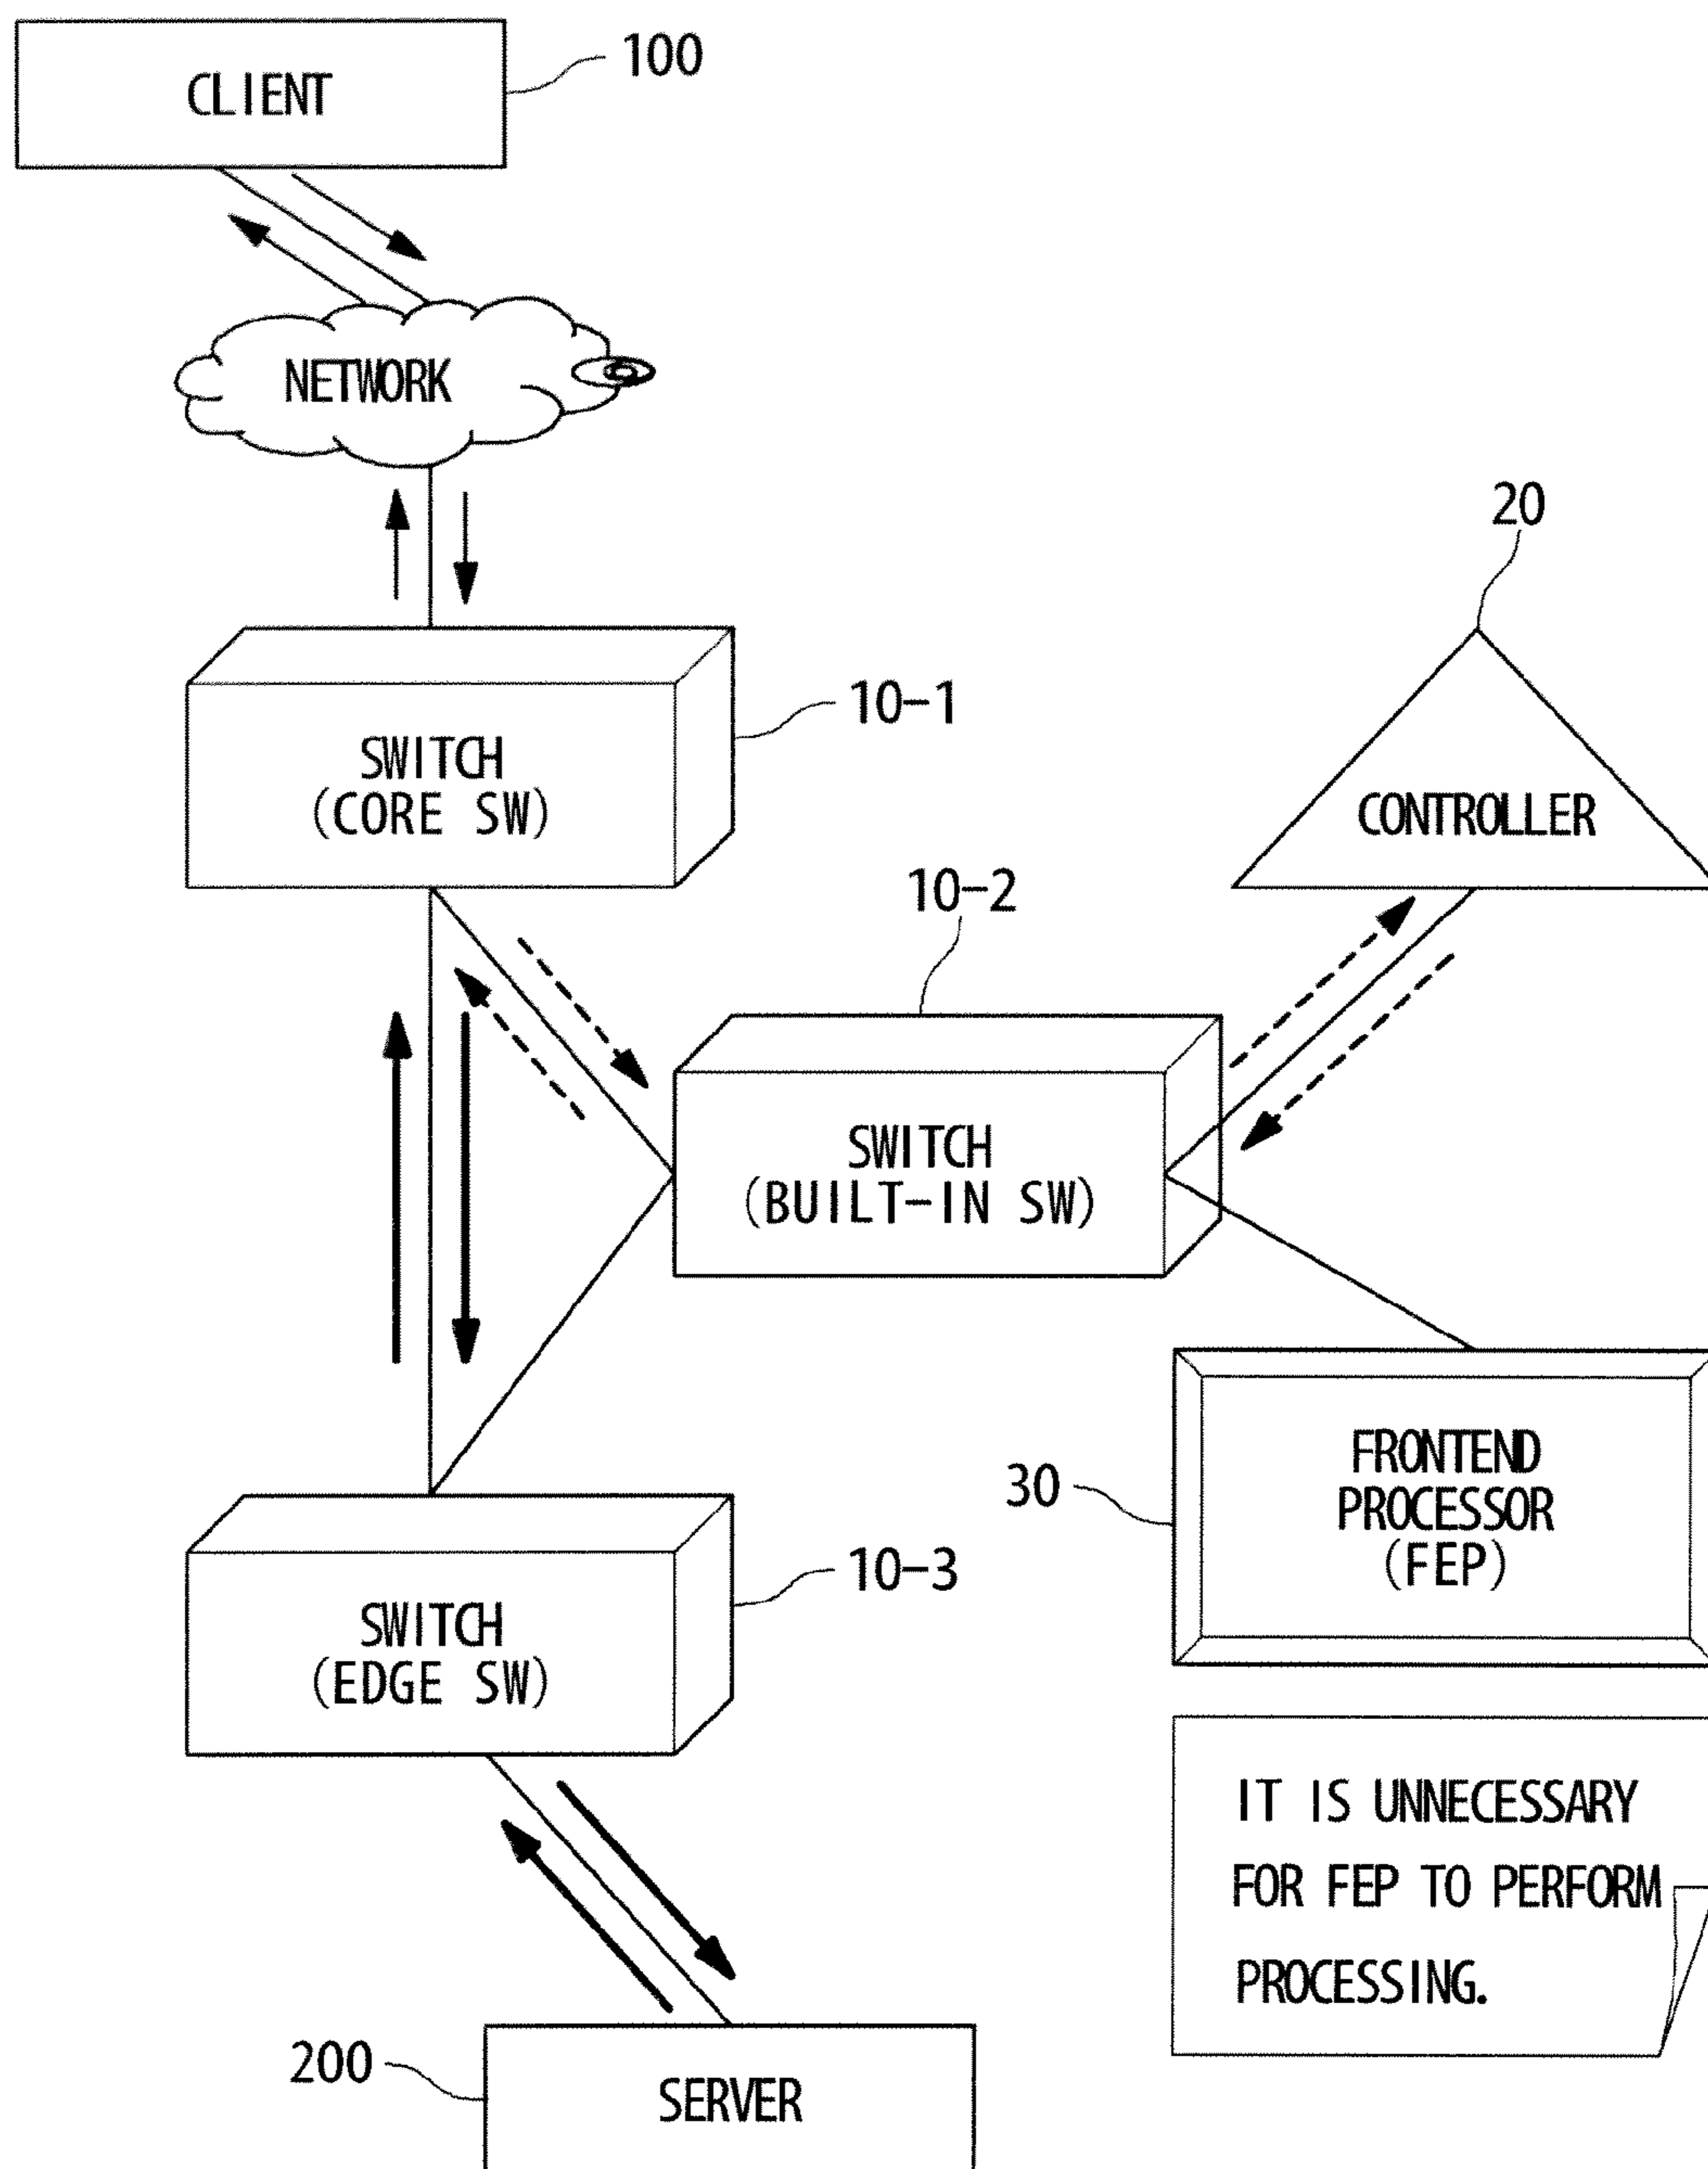 CLIENT
100
NETWORK
20
10-1
SWITCH
(CORE SW)
CONTROLLER
10-2
SWITCH
(BUILT-IN SW)
FRONTEND
PROCESSOR
(FEP)
30
10-3
SWITCH
(EDGE SW)
IT IS UNNECESSARY
FOR FEP TO PERFORM
PROCESSING.
200
SERVER